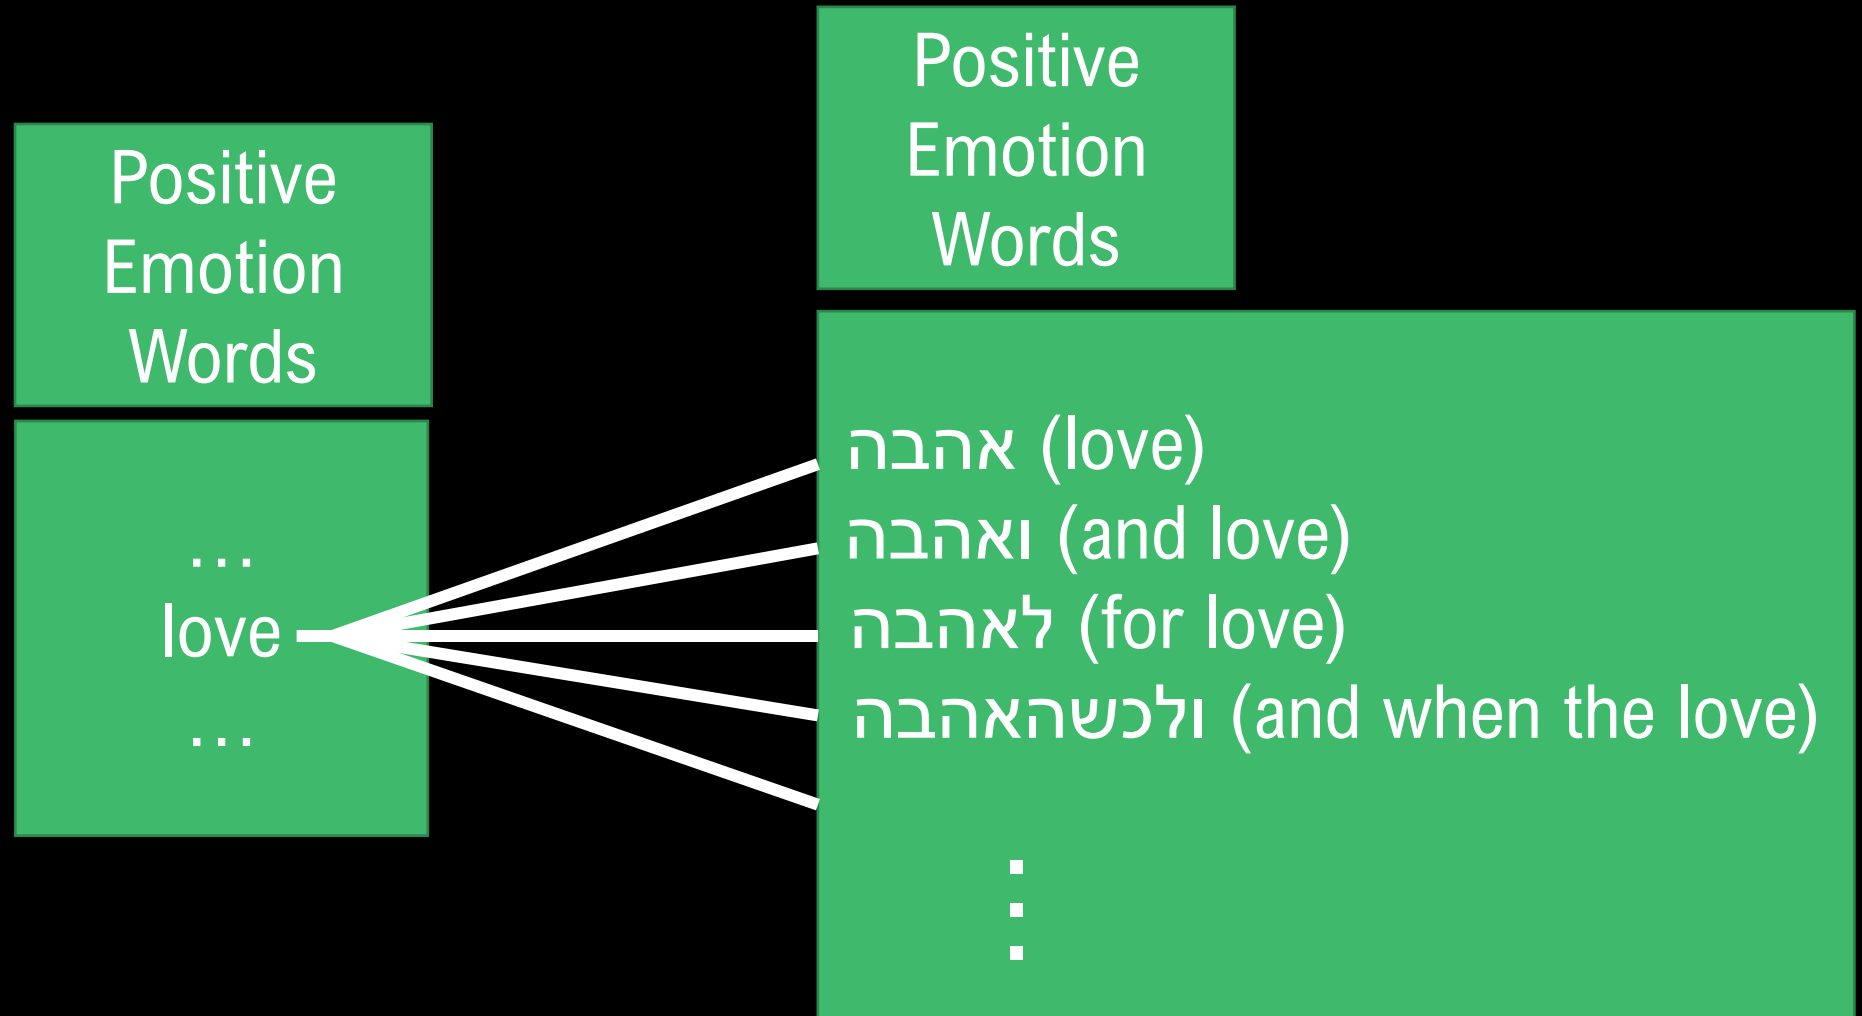 Positive
Emotion
Words
…
love
…
Positive
Emotion
Words
אהבה (love)
ואהבה (and love)
לאהבה (for love)
ולכשהאהבה (and when the love)